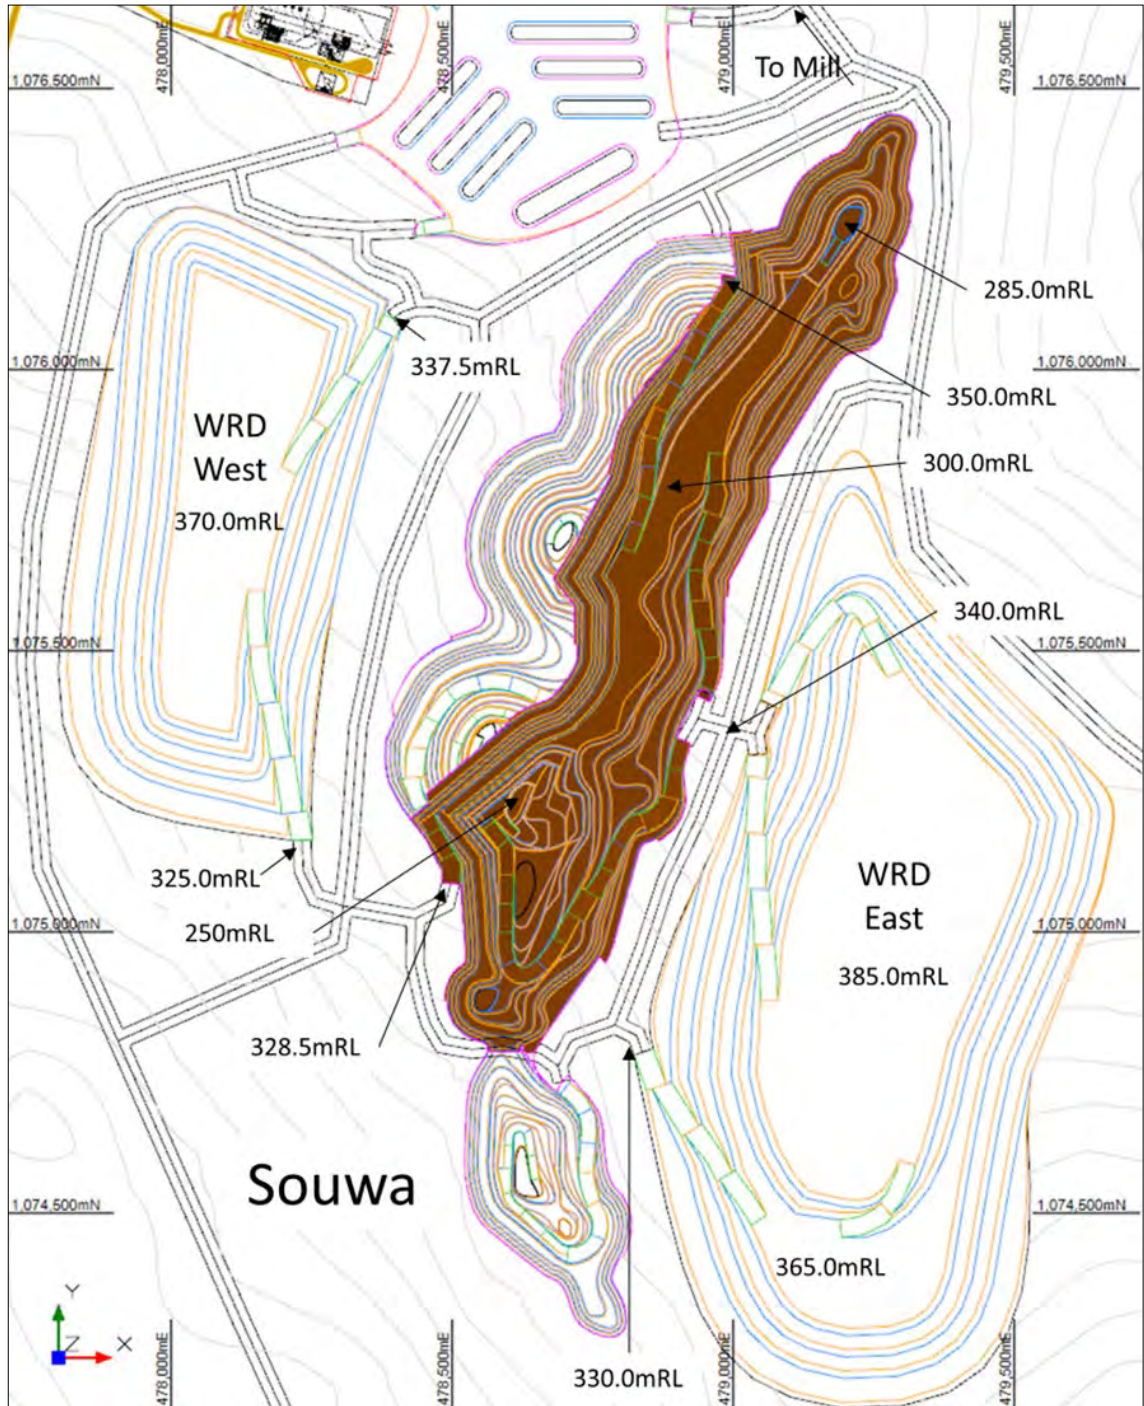 478,000mE
478,500mE
479,000mE
479,500mE
To Mill
1,076,500mN
1,076,500mN
285.0mRL
337.5mRL
1,076,000mN
1,076,000mN
350.0mRL
WRD
West
370.0mRL
300.0mRL
340.0mRL
1,075,500mN
1,075,500mN
325.0mRL
WRD
East
385.0mRL
250mRL
1,075,000mN
1,075,000mN
328.5mRL
Souwa
1,074,500mN
1,074,500mN
365.0mRL
Y
Z
X
330.0mRL
478,000mE
478,500mE
479,000mE
479,500mE